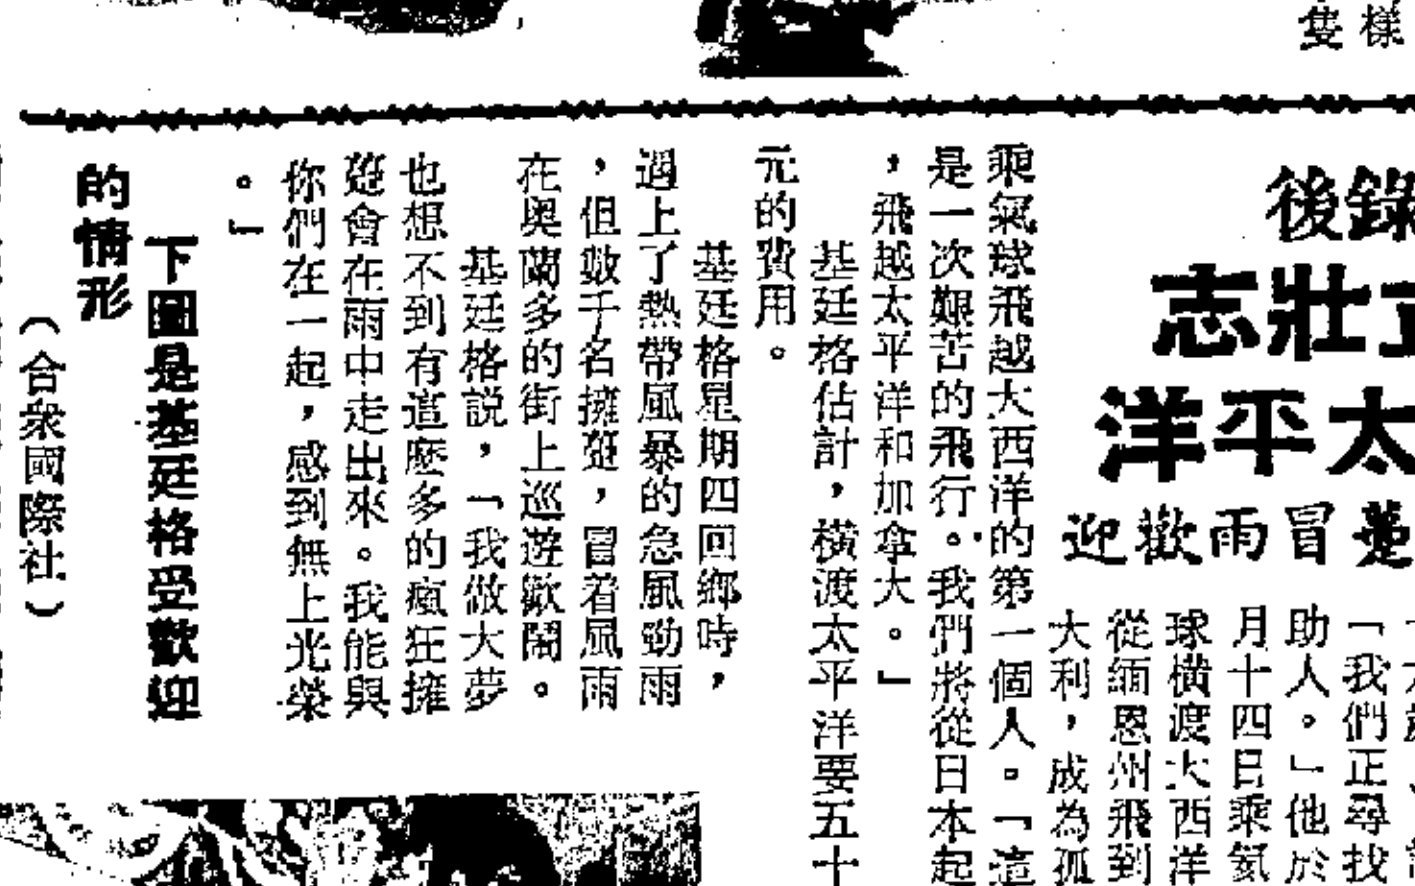 樣
隻
錄後
壯志
太平洋
躉冒雨歡迎
「我們正尋找
助人。」他於
月十四日乘氦
球橫渡大西洋
從緬恩州飛到
大利，成為孤
乘氣球飛越大西洋的第一個人。「這
是一次艱苦的飛行。我們將從日本起
，飛越太平洋和加拿大。」
基廷格估計，橫渡太平洋要五十
元的費用。
基廷格星期四回鄉時，
遇上了熱帶風暴的急風勁雨
，但數千名擁躉，冒着風雨
在奧蘭多的街上巡遊歡鬧。
基廷格説，「我做大夢
也想不到有這麼多的瘋狂擁
躉會在雨中走出來。我能與
你們在一起，感到無上光榮
。」
下圖是基廷格受歡迎
的情形
（合衆國際社）